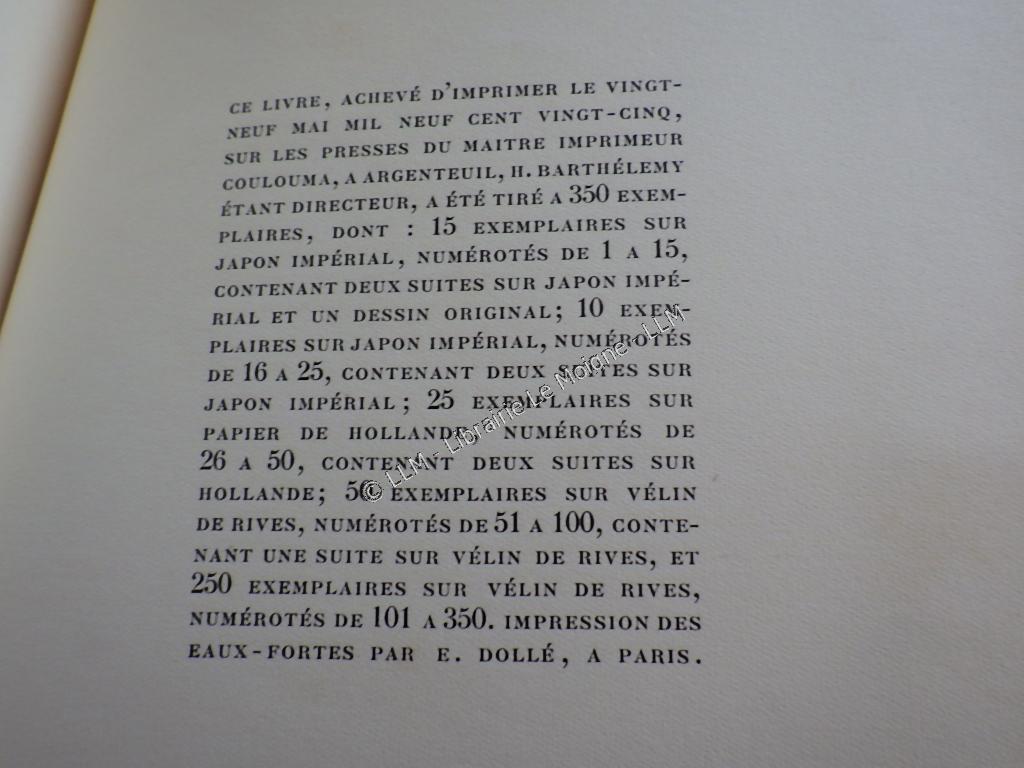 CE LIVRE, ACHEVÉ D'IMPRIMER LE VINGT-
NEUF MAI MIL NEUF CENT VINGT-CINQ,
SUR LES PRESSES DU MAITRE IMPRIMEUR
COULOUMA, A ARGENTEUIL, H. BARTHÉLEMY
ÉTANT DIRECTEUR, A ÉTÉ TIRÉ A 350 EXEM-
PLAIRES, DONT : 15 EXEMPLAIRES SUR
JAPON IMPÉRIAL, NUMÉROTÉS DE 1 A 15,
CONTENANT DEUX SUITES SUR JAPON IMPÉ-
RIAL ET UN DESSIN ORIGINAL; 10 EXEM-
PLAIRES SUR JAPON IMPÉRIAL, NUMÉROTÉS
DE 16 A 25, CONTENANT DEUX SUITES SUR
JAPON IMPÉRIAL; 25 EXEMPLAIRES SUR
PAPIER DE HOLLANDE, NUMÉROTÉS DE
26 A 50, CONTENANT DEUX SUITES SUR
HOLLANDE; 50 EXEMPLAIRES SUR VÉLIN
DE RIVES, NUMÉROTÉS DE 51 A 100, CONTE-
NANT UNE SUITE SUR VÉLIN DE RIVES, ET
250 EXEMPLAIRES SUR VÉLIN DE RIVES,
NUMÉROTÉS DE 101 A 350. IMPRESSION DES
EAUX-FORTES PAR E. DOLLÉ, A PARIS.
© LLM - Librairie Le Moigne - LLM